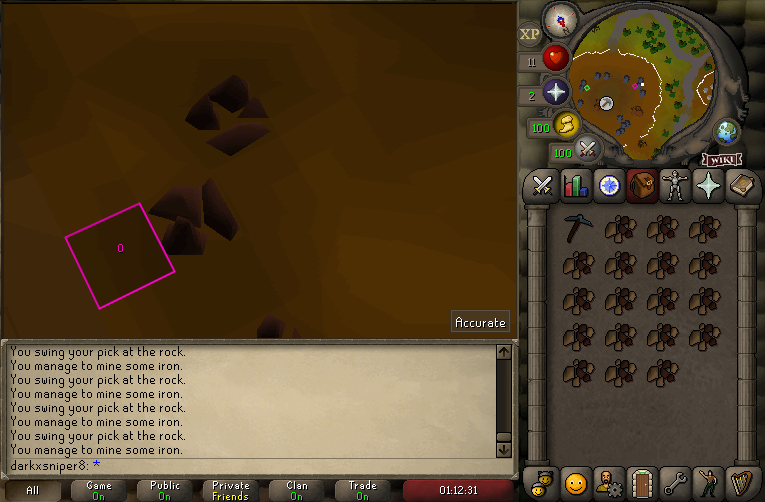 XP
11
2
100
100
WIKI
0
Accurate
You swing your pick at the rock.
You manage to mine some iron.
You swing your pick at the rock.
You manage to mine some iron.
You swing your pick at the rock.
You manage to mine some iron.
You swing your pick at the rock.
You manage to mine some iron.
darkxsniper8: *
All
Game
On
Public
On
Private
Friends
Clan
On
Trade
On
01:12:31